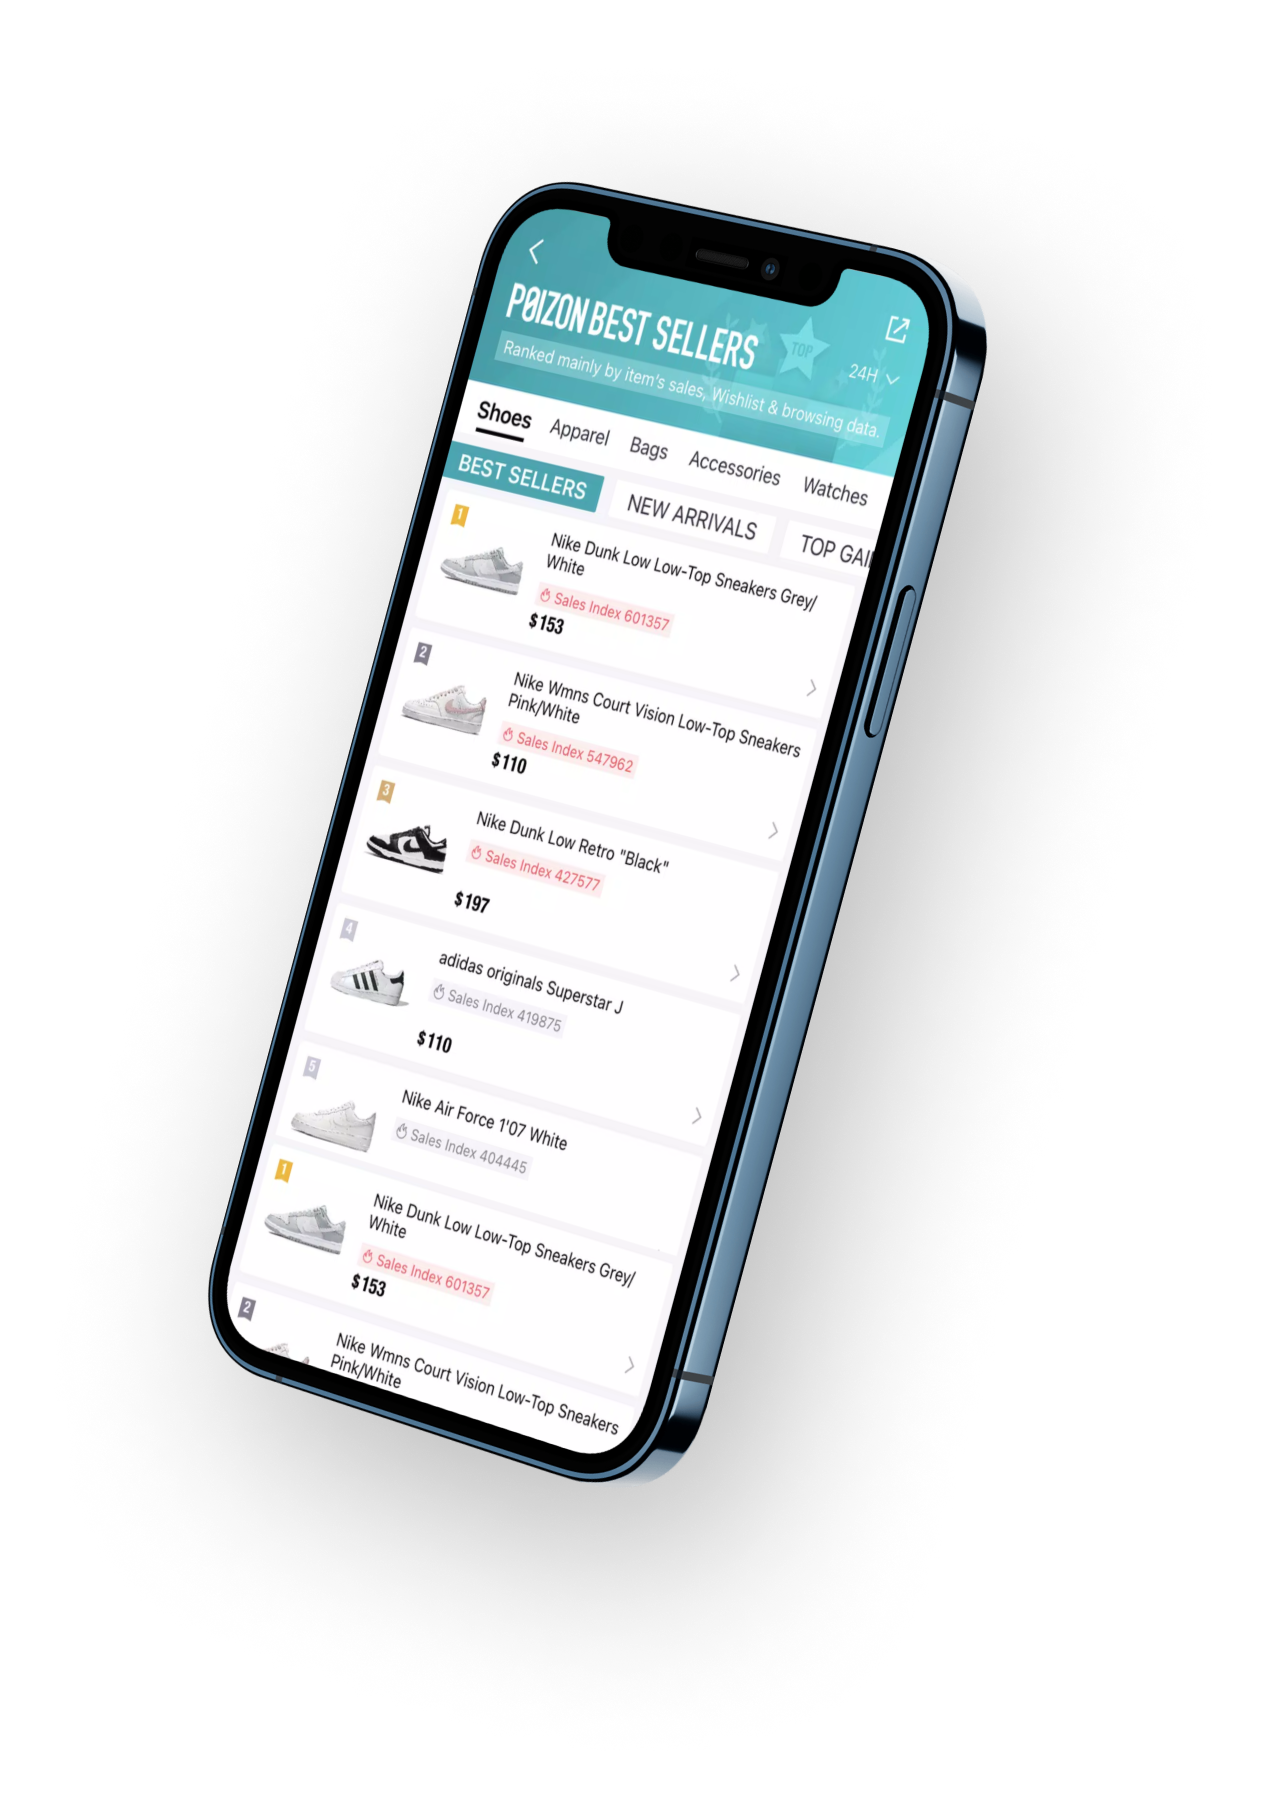 PØIZON BEST SELLERS
TOP
24H
Ranked mainly by item's sales, Wishlist & browsing data.
Shoes Apparel Bags Accessories Watches
BEST SELLERS NEW ARRIVALS TOP GAI
1
Nike Dunk Low Low-Top Sneakers Grey/
White
Sales Index 601357
$153
2
Nike Wmns Court Vision Low-Top Sneakers
Pink/White
Sales Index 547962
$110
3
Nike Dunk Low Retro "Black"
Sales Index 427577
$197
4
adidas originals Superstar J
Sales Index 419875
$110
5
Nike Air Force 1'07 White
Sales Index 404445
1
Nike Dunk Low Low-Top Sneakers Grey/
White
Sales Index 601357
$153
2
Nike Wmns Court Vision Low-Top Sneakers
Pink/White